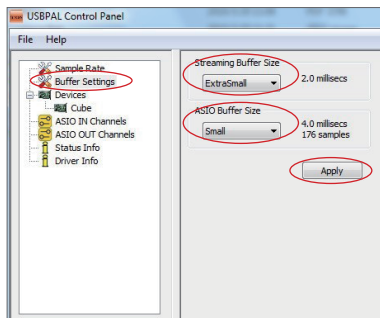 USBPAL Control Panel
File Help
Sample Rate
Buffer Settings
Devices
Cube
ASIO IN Channels
ASIO OUT Channels
Status Info
Driver Info
Streaming Buffer Size
ExtraSmall
2.0 millisecs
ASIO Buffer Size
Small
4.0 millisecs
176 samples
Apply